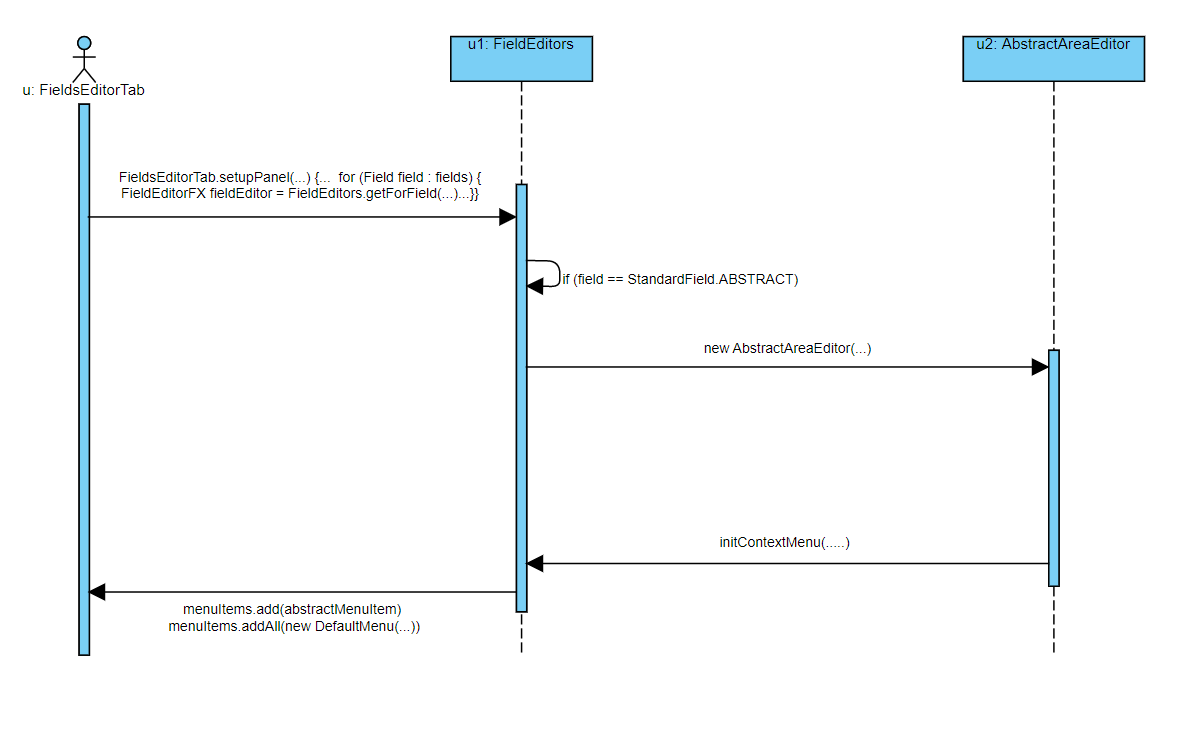 u1: FieldEditors
u2: AbstractAreaEditor
u: FieldsEditorTab
FieldsEditorTab.setupPanel(...) {...  for (Field field : fields) {
FieldEditorFX fieldEditor = FieldEditors.getForField(...)...}}
if (field == StandardField.ABSTRACT)
new AbstractAreaEditor(...)
initContextMenu(.....)
menuItems.add(abstractMenuItem)
menuItems.addAll(new DefaultMenu(...))